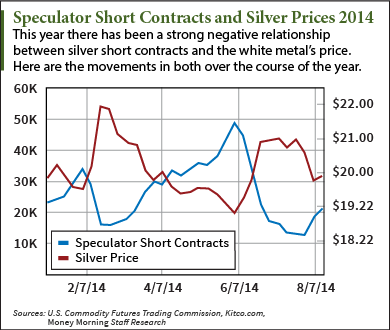 Speculator Short Contracts and Silver Prices 2014
This year there has been a strong negative relationship
between silver short contracts and the white metal's price.
Here are the movements in both over the course of the year.
60K
50K
40K
30K
20K
10K
$22.00
$21.00
$20.00
$19.22
$18.22
Speculator Short Contracts
Silver Price
2/7/14 4/7/14 6/7/14 8/7/14
Sources: U.S. Commodity Futures Trading Commission, Kitco.com,
Money Morning Staff Research